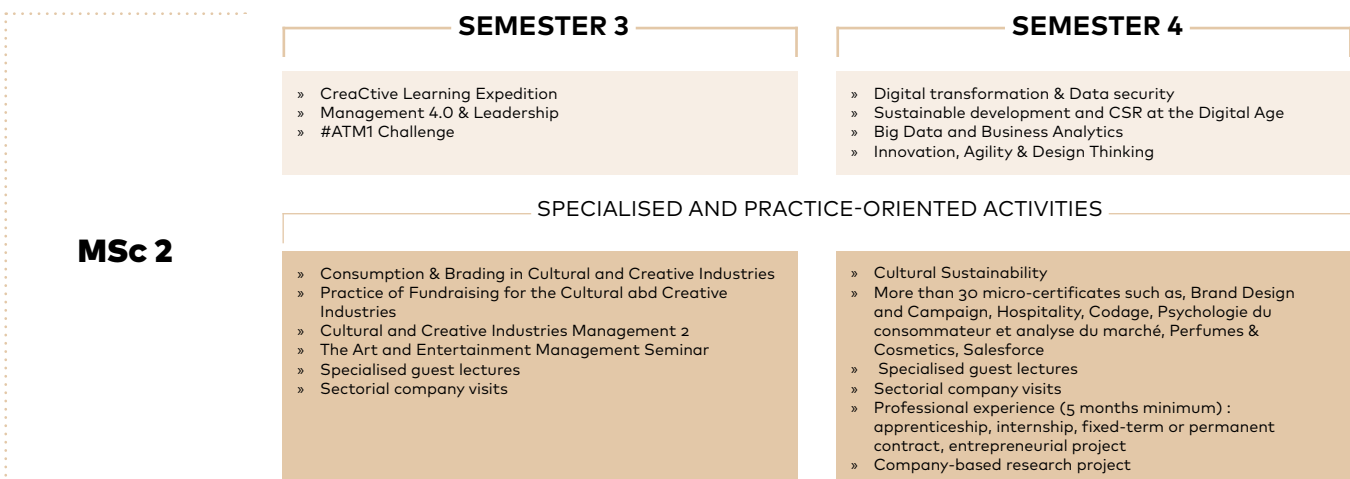 SEMESTER 3
» CreaCtive Learning Expedition
» Management 4.0 & Leadership
» #ATM1 Challenge
SEMESTER 4
» Digital transformation & Data security
» Sustainable development and CSR at the Digital Age
» Big Data and Business Analytics
» Innovation, Agility & Design Thinking
MSc 2
SPECIALISED AND PRACTICE-ORIENTED ACTIVITIES
» Consumption & Brading in Cultural and Creative Industries
» Practice of Fundraising for the Cultural abd Creative
Industries
» Cultural and Creative Industries Management 2
» The Art and Entertainment Management Seminar
» Specialised guest lectures
» Sectorial company visits
» Cultural Sustainability
» More than 30 micro-certificates such as, Brand Design
and Campaign, Hospitality, Codage, Psychologie du
consommateur et analyse du marché, Perfumes &
Cosmetics, Salesforce
» Specialised guest lectures
» Sectorial company visits
» Professional experience (5 months minimum) :
apprenticeship, internship, fixed-term or permanent
contract, entrepreneurial project
» Company-based research project